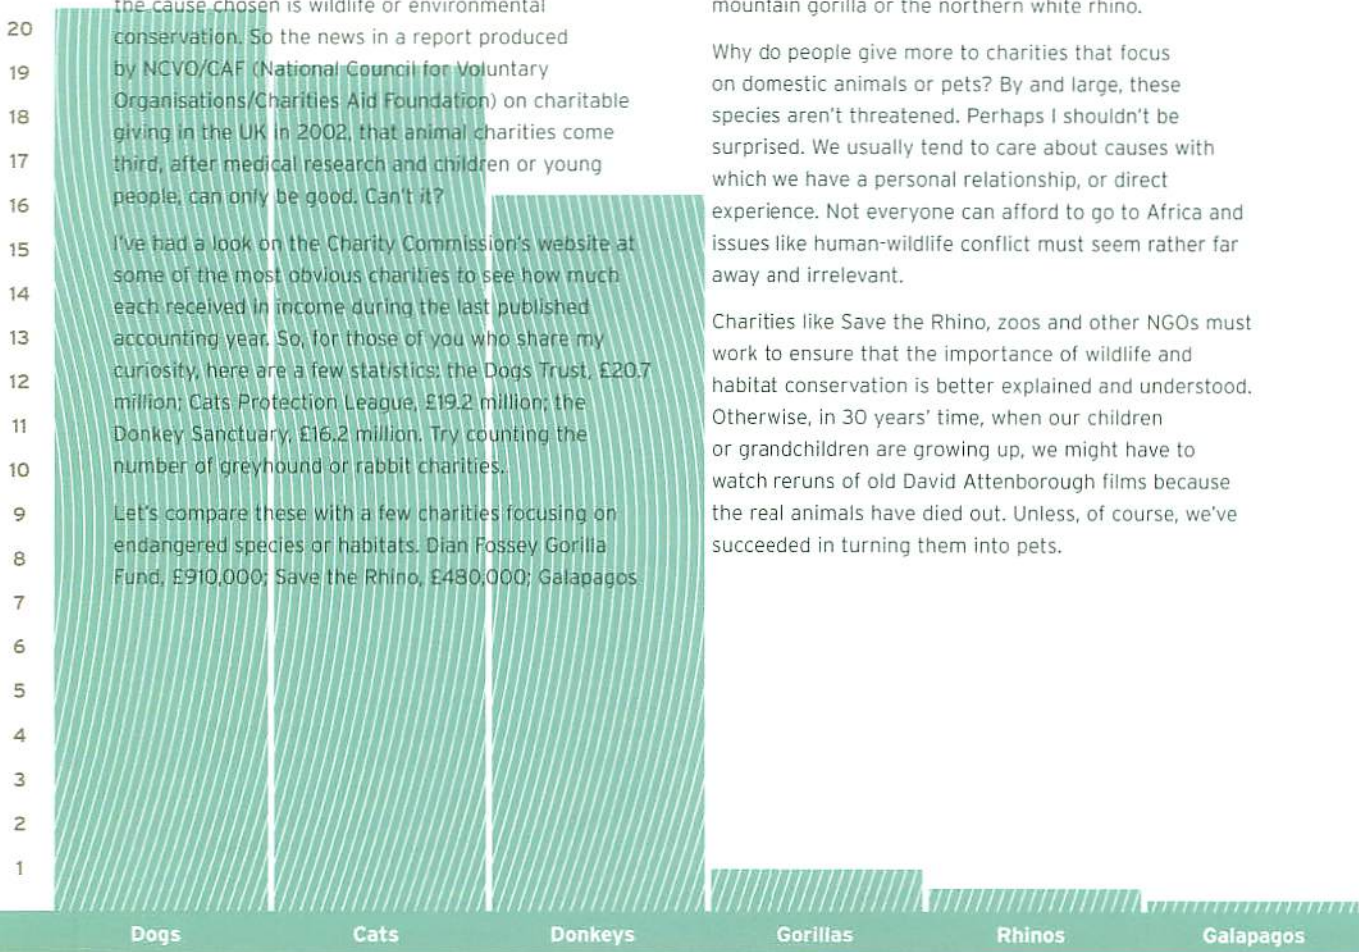 20
19
18
17
16
15
14
13
12
11
10
9
8
7
6
5
4
3
2
1
the cause chosen is wildlife or environmental
conservation. So the news in a report produced
by NCVO/CAF (National Council for Voluntary
Organisations/Charities Aid Foundation) on charitable
giving in the UK in 2002, that animal charities come
third, after medical research and children or young
people, can only be good. Can't it?
I've had a look on the Charity Commission's website at
some of the most obvious charities to see how much
each received in income during the last published
accounting year. So, for those of you who share my
curiosity, here are a few statistics: the Dogs Trust, £20.7
million; Cats Protection League, £19.2 million; the
Donkey Sanctuary, £16.2 million. Try counting the
number of greyhound or rabbit charities.
Let's compare these with a few charities focusing on
endangered species or habitats. Dian Fossey Gorilla
Fund, £910,000; Save the Rhino, £480,000; Galapagos
mountain gorilla or the northern white rhino.
Why do people give more to charities that focus
on domestic animals or pets? By and large, these
species aren't threatened. Perhaps I shouldn't be
surprised. We usually tend to care about causes with
which we have a personal relationship, or direct
experience. Not everyone can afford to go to Africa and
issues like human-wildlife conflict must seem rather far
away and irrelevant.
Charities like Save the Rhino, zoos and other NGOs must
work to ensure that the importance of wildlife and
habitat conservation is better explained and understood.
Otherwise, in 30 years' time, when our children
or grandchildren are growing up, we might have to
watch reruns of old David Attenborough films because
the real animals have died out. Unless, of course, we've
succeeded in turning them into pets.
Dogs Cats Donkeys Gorillas Rhinos Galapagos